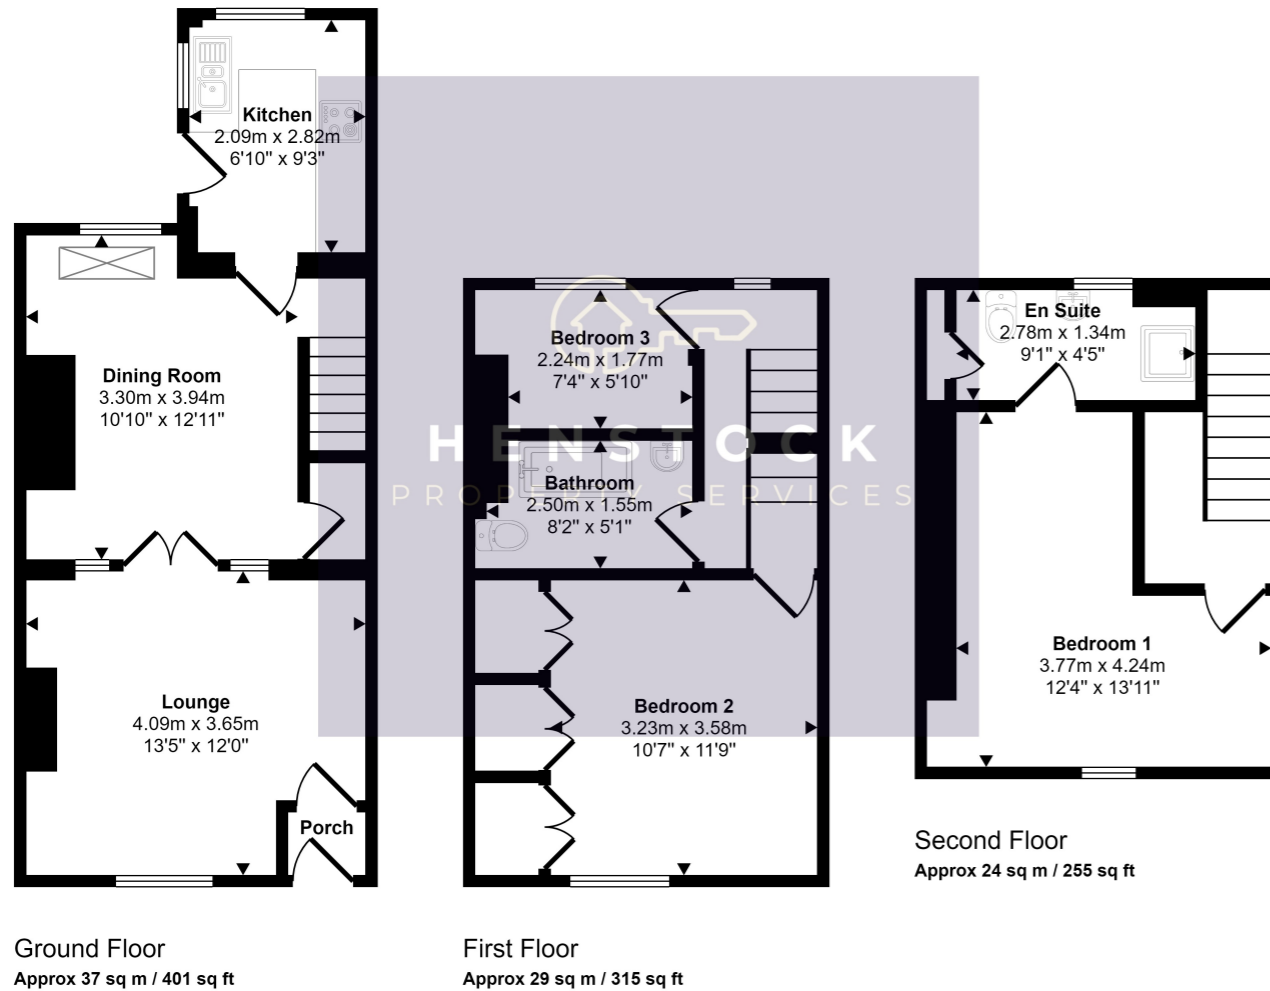 Kitchen
2.09m x 2.82m
6'10" x 9'3"
Dining Room
3.30m x 3.94m
10'10" x 12'11"
Lounge
4.09m x 3.65m
13'5" x 12'0"
Porch
Ground Floor
Approx 37 sq m / 401 sq ft
Bedroom 3
2.24m x 1.77m
7'4" x 5'10"
HENSTOCK
PROPERTY SERVICES
Bathroom
2.50m x 1.55m
8'2" x 5'1"
Bedroom 2
3.23m x 3.58m
10'7" x 11'9"
First Floor
Approx 29 sq m / 315 sq ft
En Suite
2.78m x 1.34m
9'1" x 4'5"
Bedroom 1
3.77m x 4.24m
12'4" x 13'11"
Second Floor
Approx 24 sq m / 255 sq ft